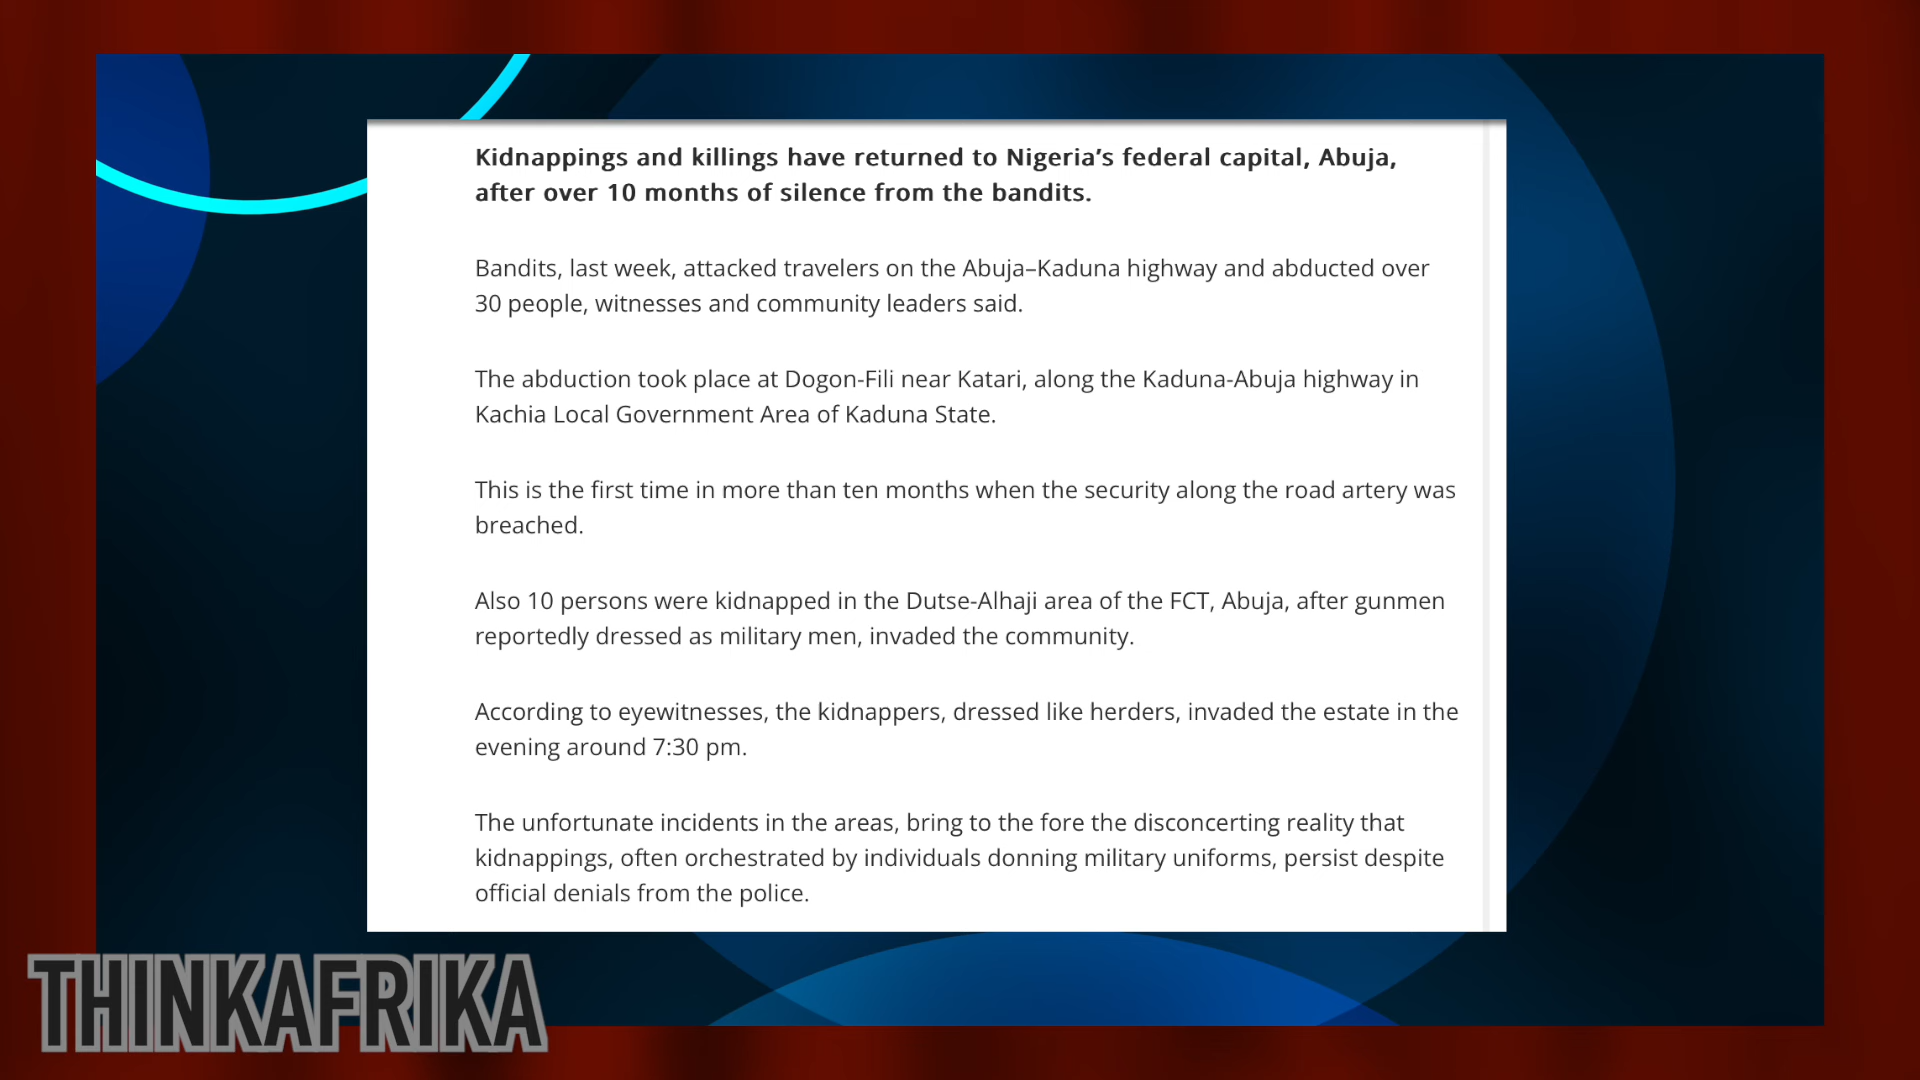 Kidnappings and killings have returned to Nigeria’s federal capital, Abuja,
after over 10 months of silence from the bandits.
Bandits, last week, attacked travelers on the Abuja–Kaduna highway and abducted over
30 people, witnesses and community leaders said.
The abduction took place at Dogon-Fili near Katari, along the Kaduna-Abuja highway in
Kachia Local Government Area of Kaduna State.
This is the first time in more than ten months when the security along the road artery was
breached.
Also 10 persons were kidnapped in the Dutse-Alhaji area of the FCT, Abuja, after gunmen
reportedly dressed as military men, invaded the community.
According to eyewitnesses, the kidnappers, dressed like herders, invaded the estate in the
evening around 7:30 pm.
The unfortunate incidents in the areas, bring to the fore the disconcerting reality that
kidnappings, often orchestrated by individuals donning military uniforms, persist despite
official denials from the police.
THINKAFRIKA